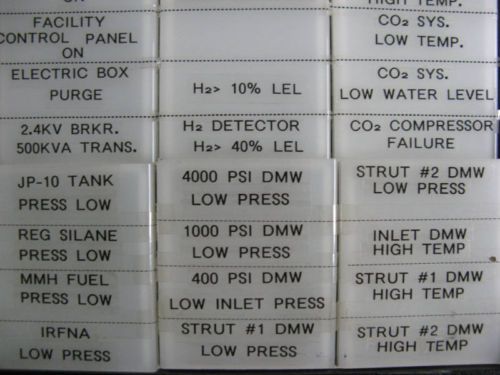 ON
FACILITY
CONTROL PANEL
ON
ELECTRIC BOX
PURGE
2.4KV BRKR.
500KVA TRANS.
JP-10 TANK
PRESS LOW
REG SILANE
PRESS LOW
MMH FUEL
PRESS LOW
IRFNA
LOW PRESS
H₂> 10% LEL
H₂ DETECTOR
H₂> 40% LEL
4000 PSI DMW
LOW PRESS
1000 PSI DMW
LOW PRESS
400 PSI DMW
LOW INLET PRESS
STRUT #1 DMW
LOW PRESS
HIGH TEMP.
CO₂ SYS.
LOW TEMP.
CO₂ SYS.
LOW WATER LEVEL
CO₂ COMPRESSOR
FAILURE
STRUT #2 DMW
LOW PRESS
INLET DMW
HIGH TEMP
STRUT #1 DMW
HIGH TEMP
STRUT #2 DMW
HIGH TEMP